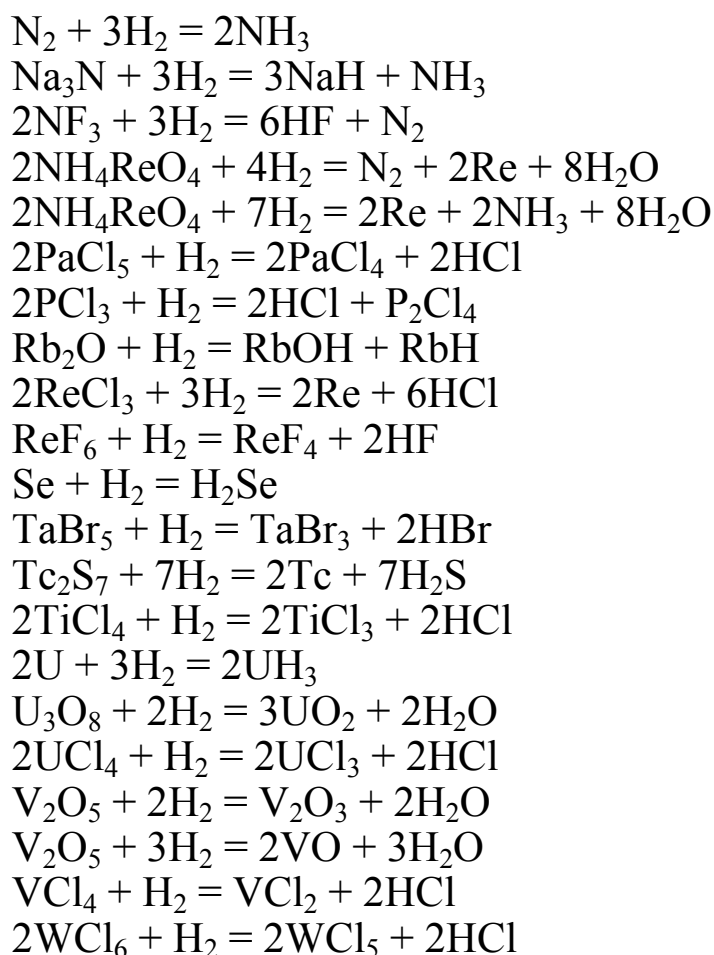 N₂ + 3H₂ = 2NH₃
Na₃N + 3H₂ = 3NaH + NH₃
2NF₃ + 3H₂ = 6HF + N₂
2NH₄ReO₄ + 4H₂ = N₂ + 2Re + 8H₂O
2NH₄ReO₄ + 7H₂ = 2Re + 2NH₃ + 8H₂O
2PaCl₅ + H₂ = 2PaCl₄ + 2HCl
2PCl₃ + H₂ = 2HCl + P₂Cl₄
Rb₂O + H₂ = RbOH + RbH
2ReCl₃ + 3H₂ = 2Re + 6HCl
ReF₆ + H₂ = ReF₄ + 2HF
Se + H₂ = H₂Se
TaBr₅ + H₂ = TaBr₃ + 2HBr
Tc₂S₇ + 7H₂ = 2Tc + 7H₂S
2TiCl₄ + H₂ = 2TiCl₃ + 2HCl
2U + 3H₂ = 2UH₃
U₃O₈ + 2H₂ = 3UO₂ + 2H₂O
2UCl₄ + H₂ = 2UCl₃ + 2HCl
V₂O₅ + 2H₂ = V₂O₃ + 2H₂O
V₂O₅ + 3H₂ = 2VO + 3H₂O
VCl₄ + H₂ = VCl₂ + 2HCl
2WCl₆ + H₂ = 2WCl₅ + 2HCl